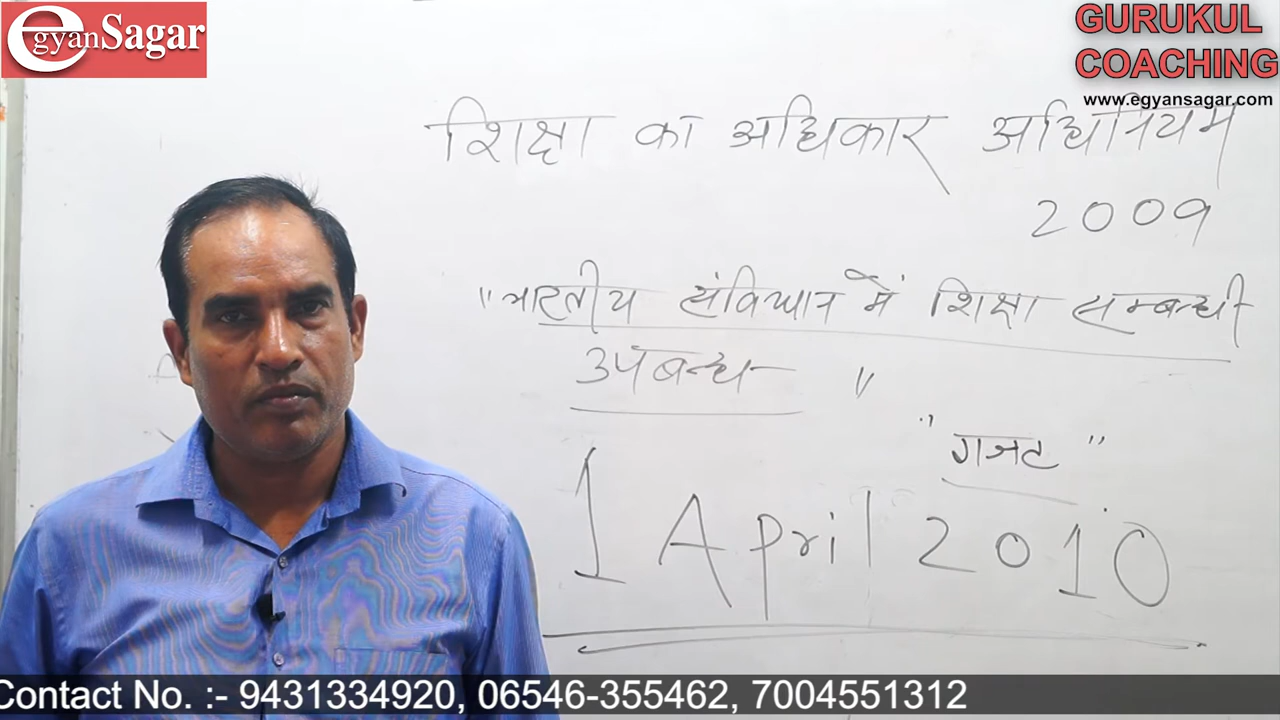 egyanSagar
GURUKUL
COACHING
www.egyansagar.com
शिक्षा का अधिकार अधिनियम
2009
"भारतीय संविधान में शिक्षा सम्बन्धी
उपबन्ध"
"गजट"
1 April 2010
Contact No. :- 9431334920, 06546-355462, 7004551312